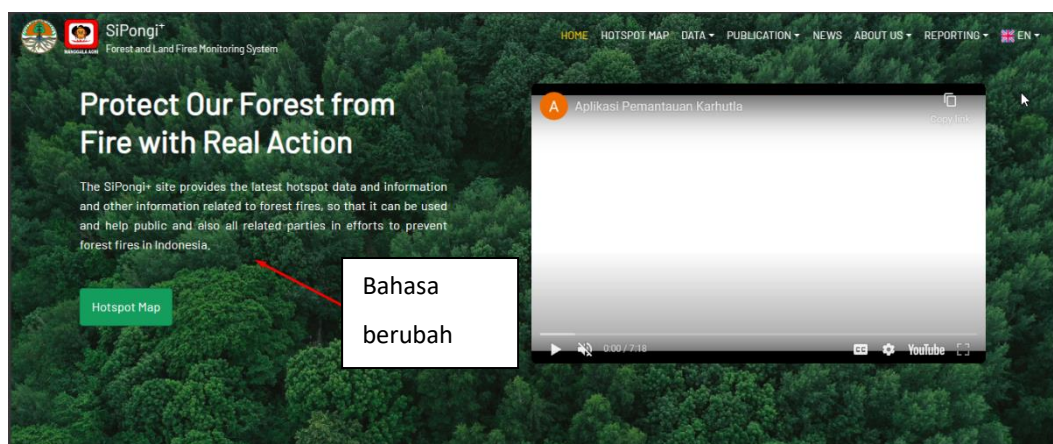 SiPongi+
Forest and Land Fires Monitoring System
MANGGALA AGNI
HOME HOTSPOT MAP DATA PUBLICATION NEWS ABOUT US REPORTING EN
Protect Our Forest from
Fire with Real Action
The SiPongi+ site provides the latest hotspot data and information
and other information related to forest fires, so that it can be used
and help public and also all related parties in efforts to prevent
forest fires in Indonesia.
Hotspot Map
A Aplikasi Pemantauan Karhutla
Copy link
0:00 / 7:18
CC YouTube
Bahasa
berubah